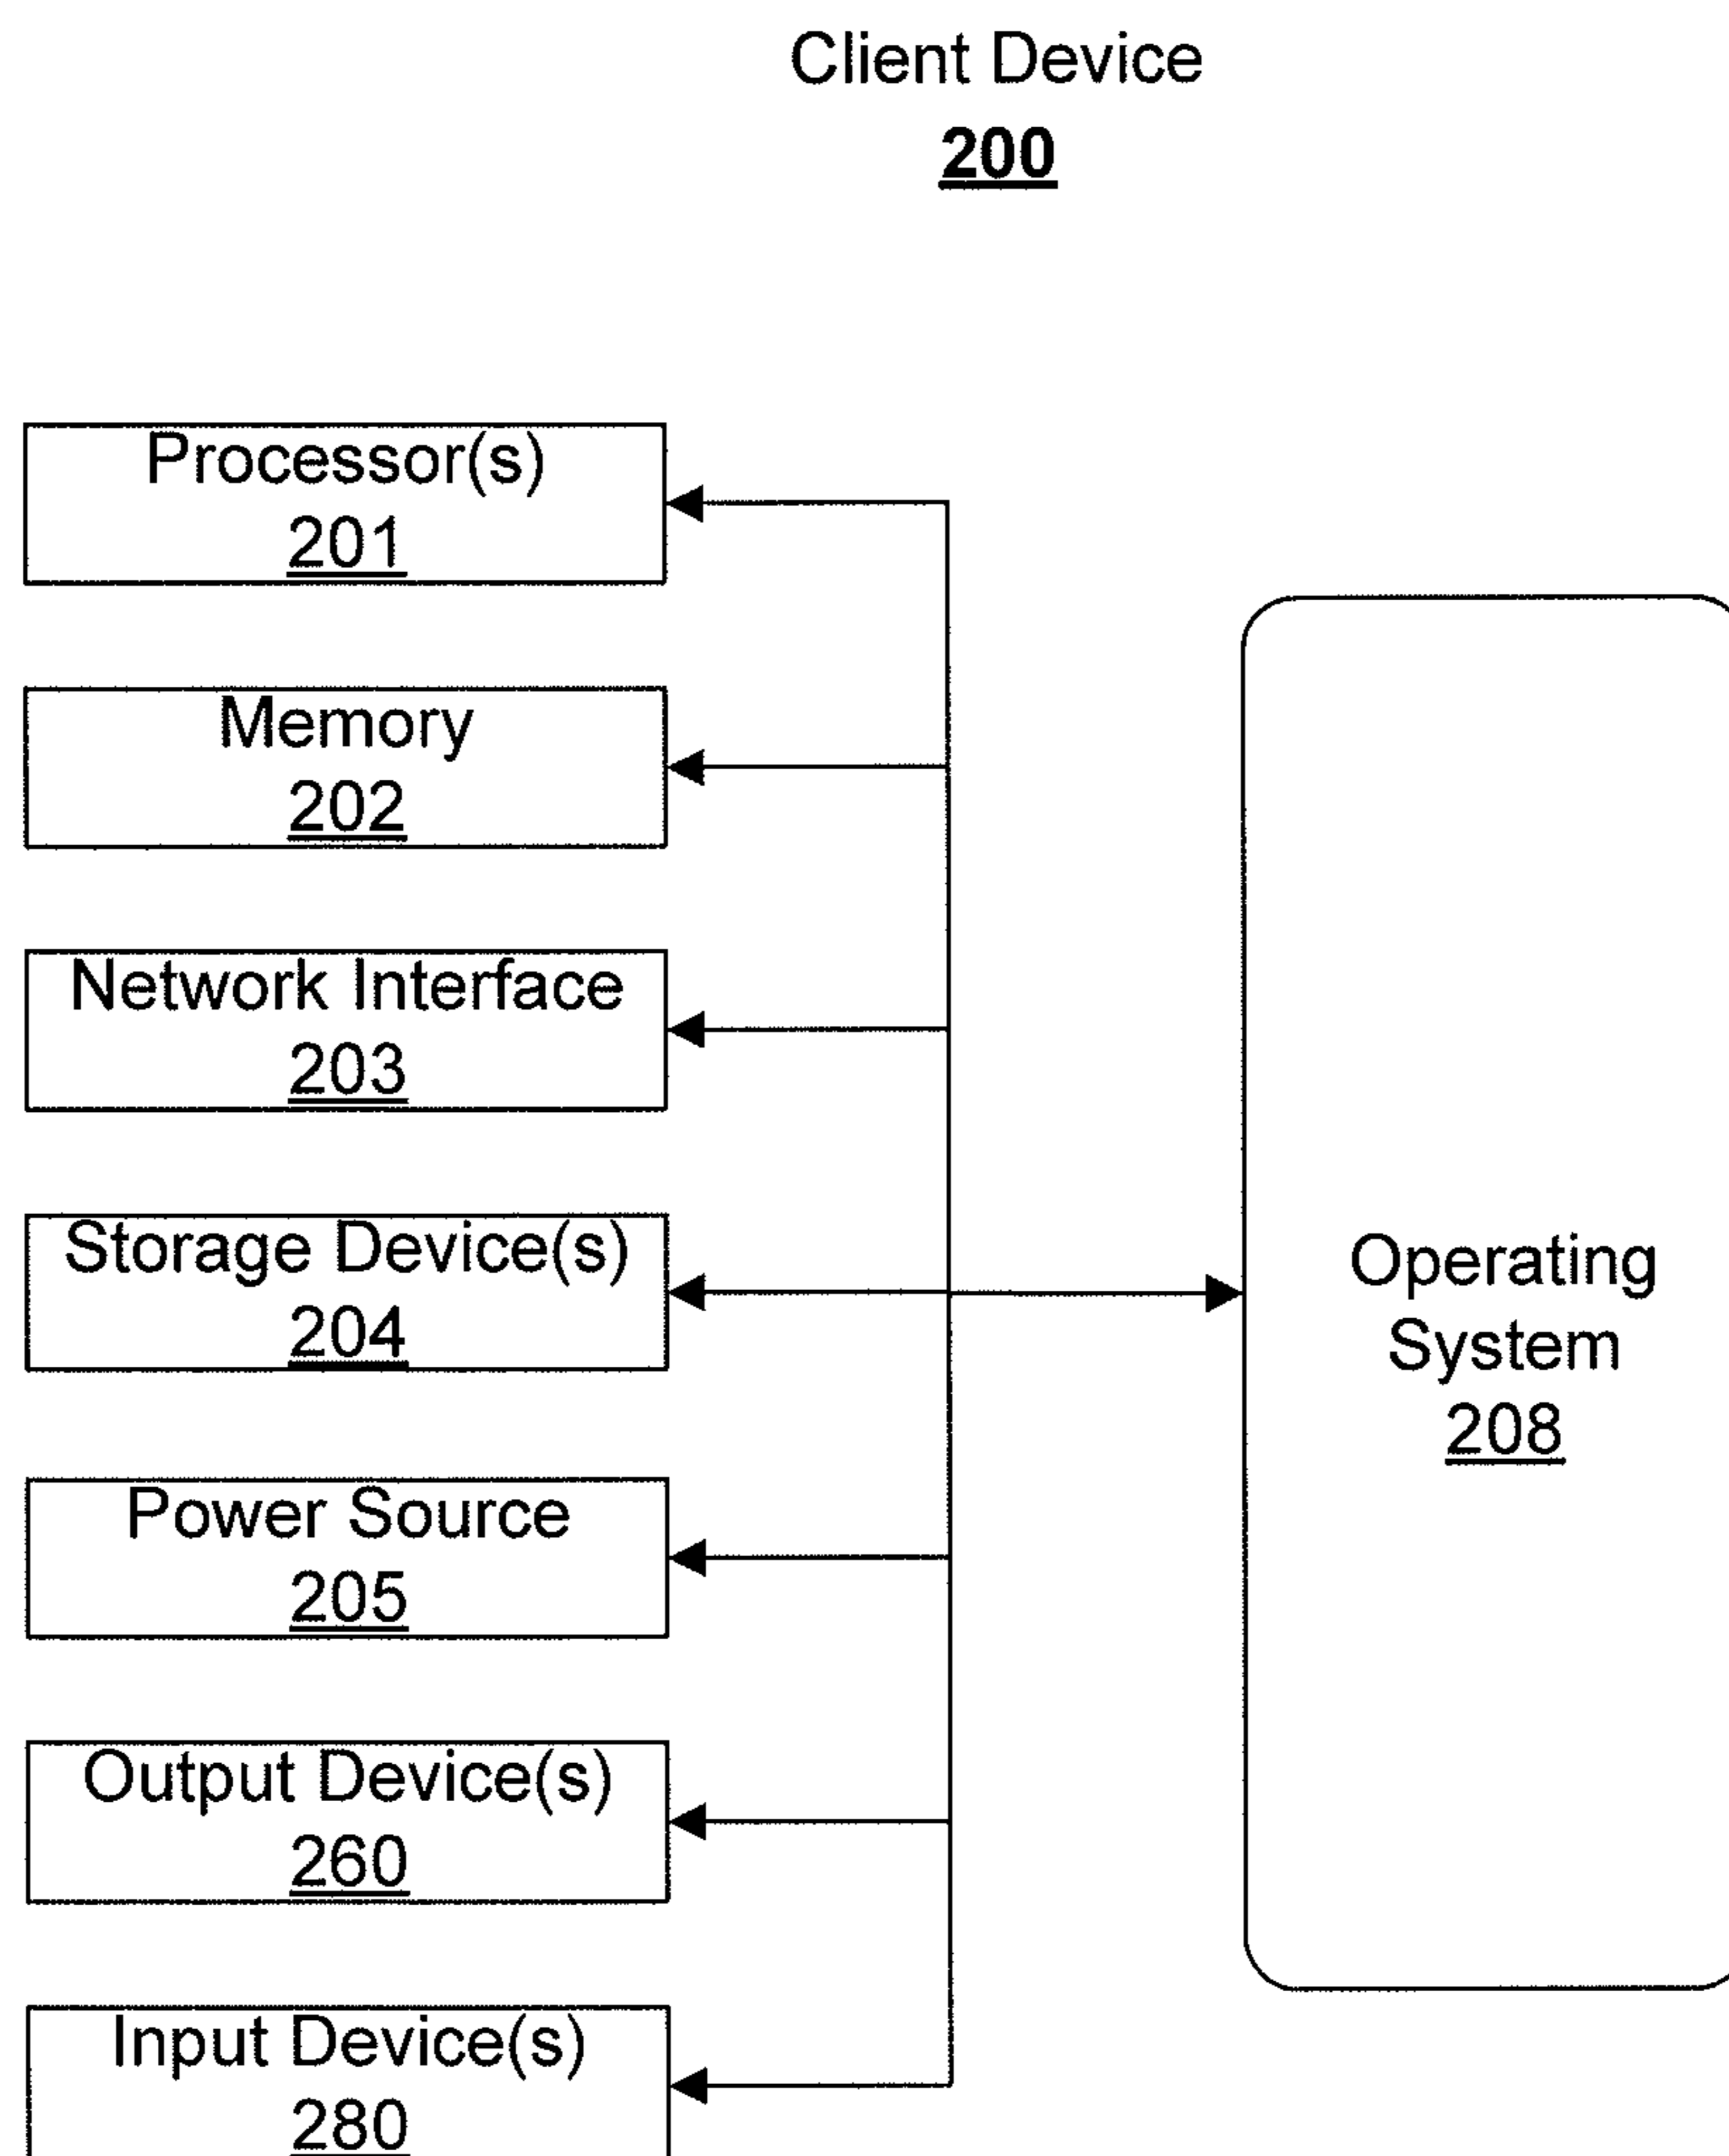 Client Device
200
Processor(s)
201
Memory
202
Network Interface
203
Storage Device(s)
204
Power Source
205
Output Device(s)
260
Input Device(s)
280
Operating
System
208